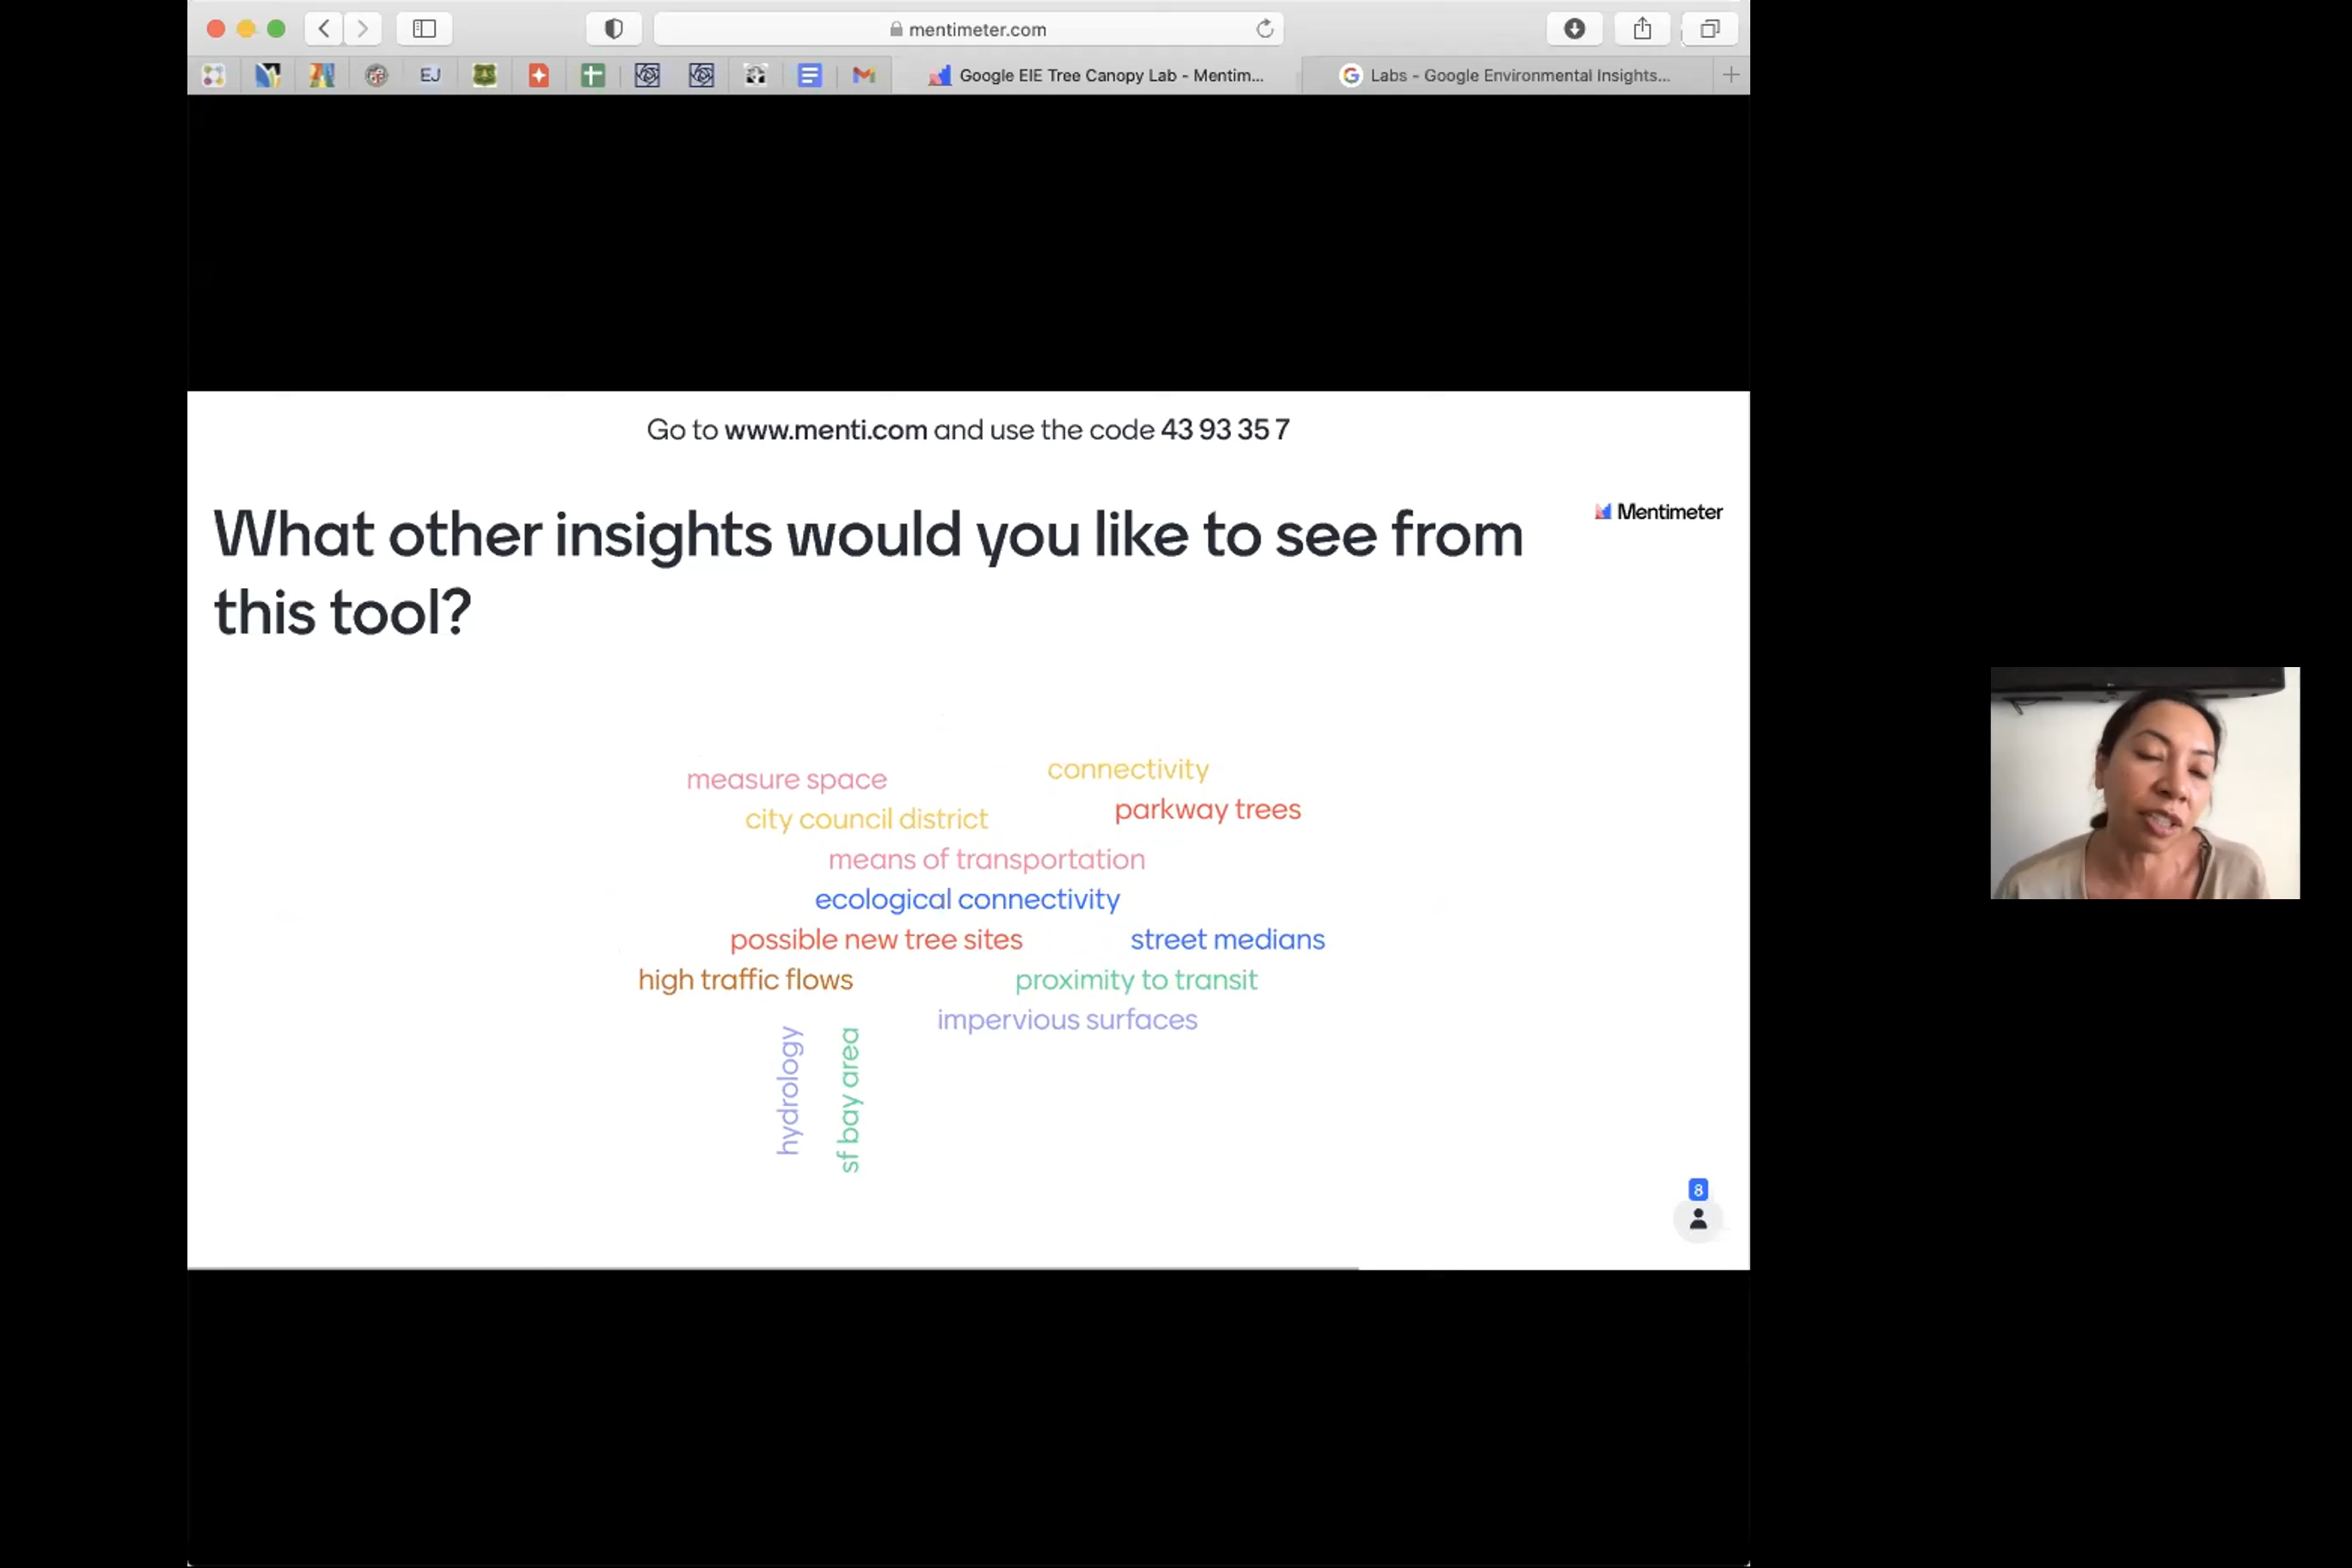 mentimeter.com
EJ
Google EIE Tree Canopy Lab - Mentim...
Labs - Google Environmental Insights...
Go to www.menti.com and use the code 43 93 35 7
What other insights would you like to see from
this tool?
Mentimeter
measure space
connectivity
city council district
parkway trees
means of transportation
ecological connectivity
possible new tree sites
street medians
high traffic flows
proximity to transit
impervious surfaces
hydrology
sf bay area
8